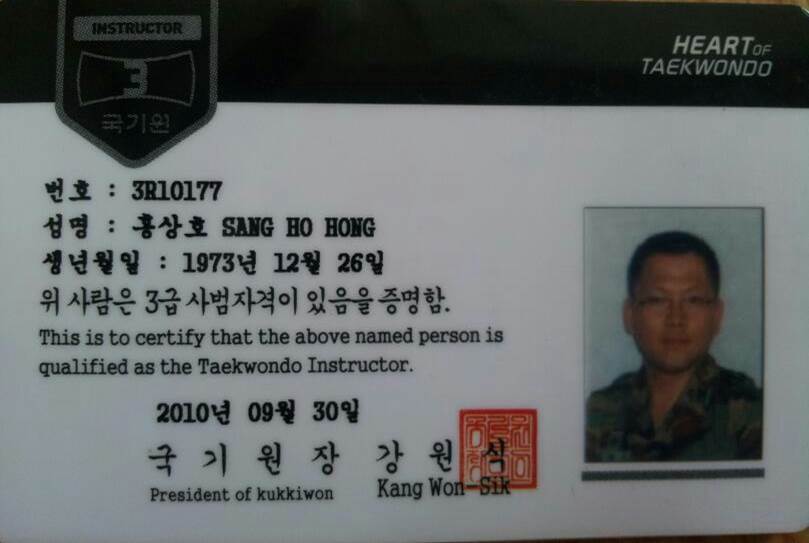 INSTRUCTOR
3
국기원
HEART OF
TAEKWONDO
번호 : 3R10177
성명 : 홍상호 SANG HO HONG
생년월일 : 1973년 12월 26일
위 사람은 3급 사범자격이 있음을 증명함.
This is to certify that the above named person is
qualified as the Taekwondo Instructor.
2010년 09월 30일
국기원장 강원식
President of kukkiwon Kang Won-Sik